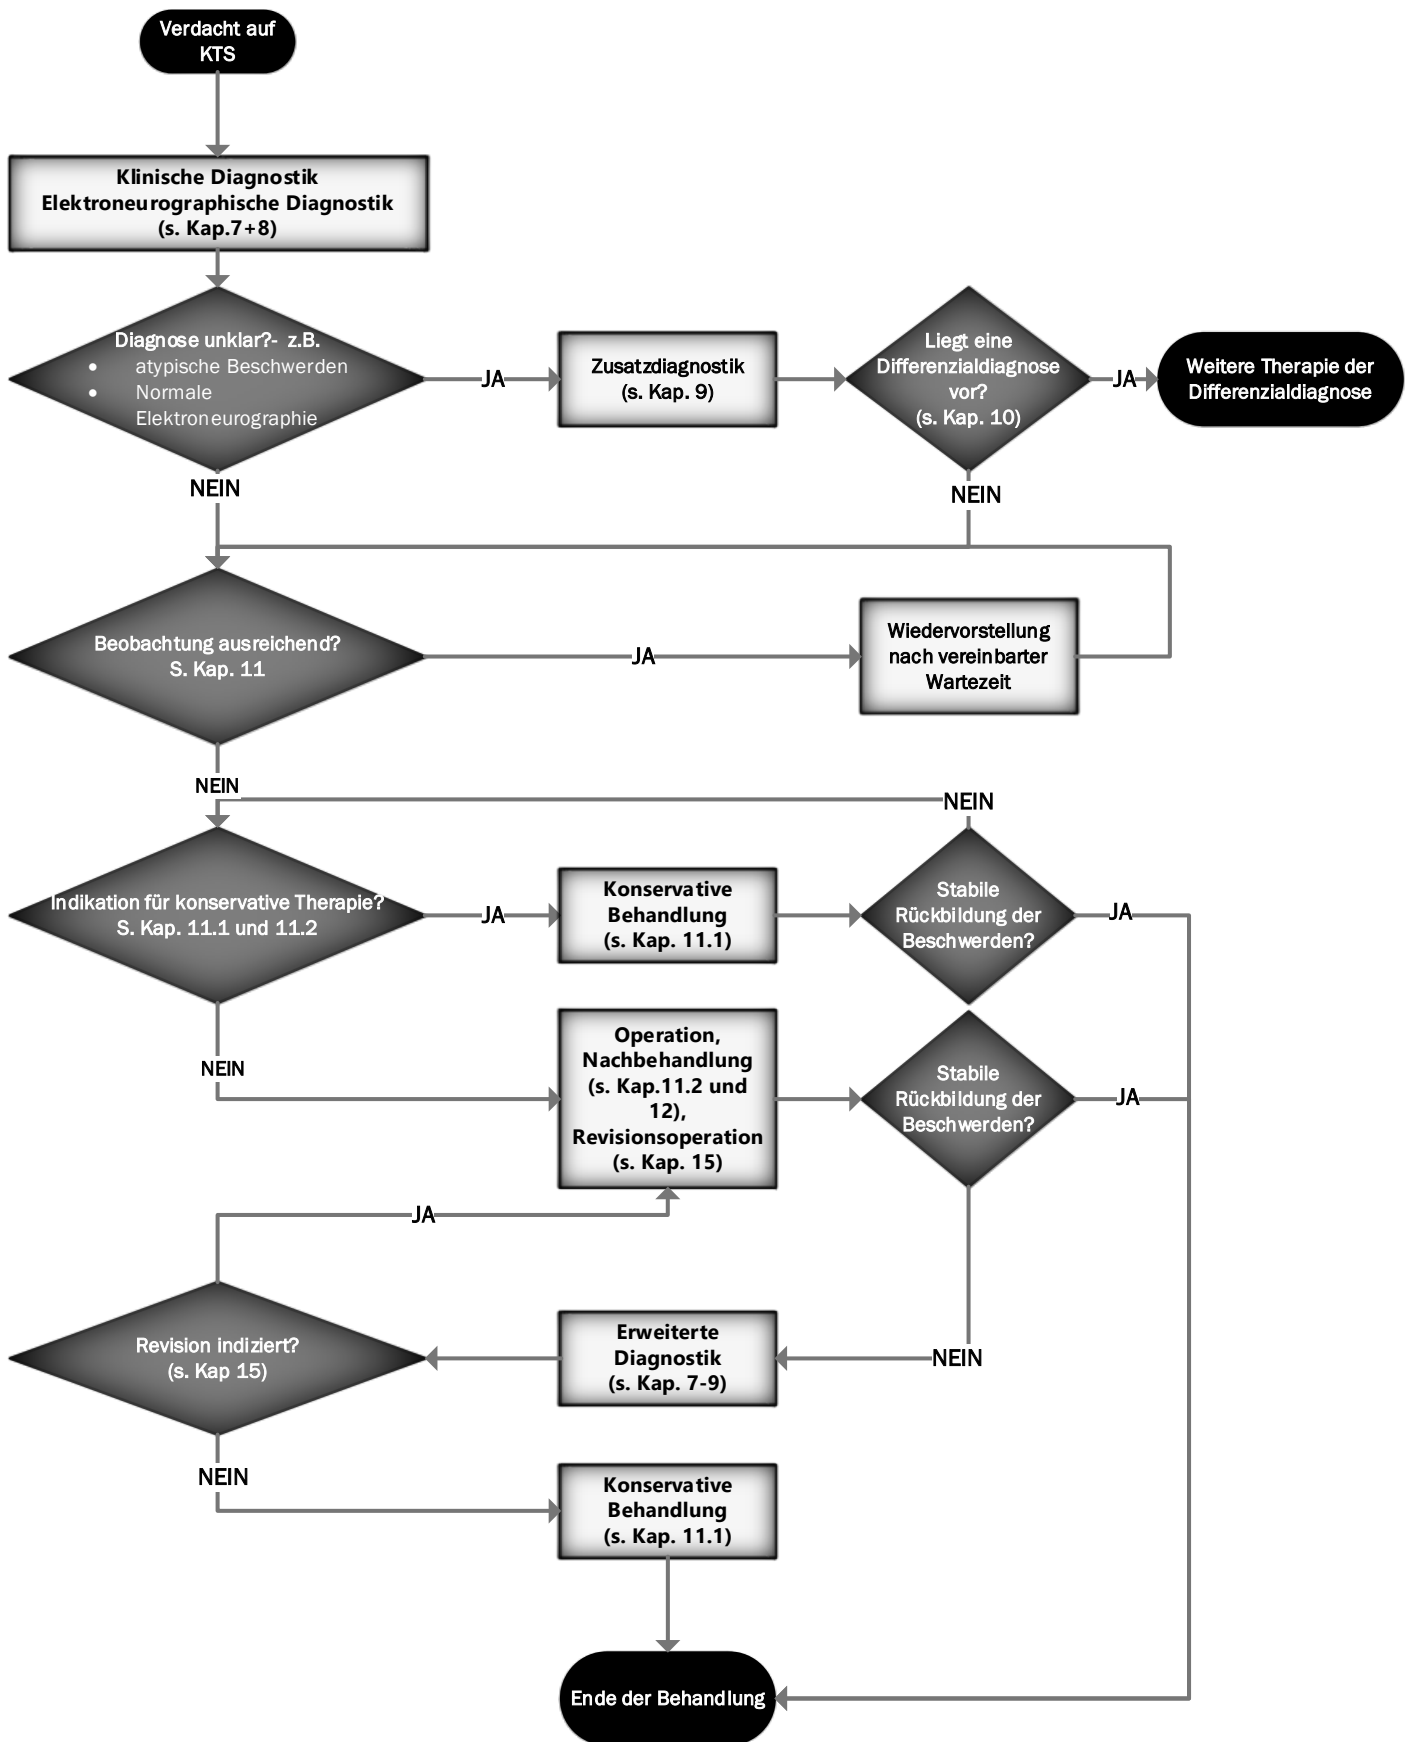 Verdacht auf
KTS
Klinische Diagnostik
Elektroneurographische Diagnostik
(s. Kap.7+8)
Diagnose unklar?- z.B.
• atypische Beschwerden
• Normale
Elektroneurographie
JA
Zusatzdiagnostik
(s. Kap. 9)
Liegt eine
Differenzialdiagnose
vor?
(s. Kap. 10)
JA
Weitere Therapie der
Differenzialdiagnose
NEIN
NEIN
Beobachtung ausreichend?
S. Kap. 11
JA
Wiedervorstellung
nach vereinbarter
Wartezeit
NEIN
NEIN
Indikation für konservative Therapie?
S. Kap. 11.1 und 11.2
JA
Konservative
Behandlung
(s. Kap. 11.1)
Stabile
Rückbildung der
Beschwerden?
JA
NEIN
Operation,
Nachbehandlung
(s. Kap.11.2 und
12),
Revisionsoperation
(s. Kap. 15)
Stabile
Rückbildung der
Beschwerden?
JA
JA
Revision indiziert?
(s. Kap 15)
Erweiterte
Diagnostik
(s. Kap. 7-9)
NEIN
NEIN
Konservative
Behandlung
(s. Kap. 11.1)
Ende der Behandlung